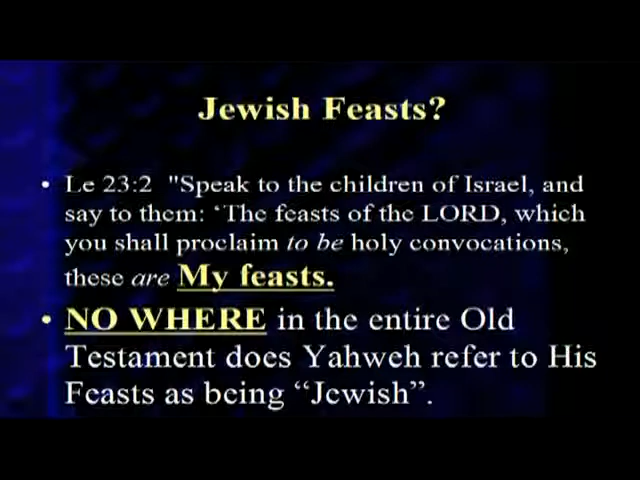 Jewish Feasts?
• Le 23:2 "Speak to the children of Israel, and
say to them: ‘The feasts of the LORD, which
you shall proclaim to be holy convocations,
these are My feasts.
• NO WHERE in the entire Old
Testament does Yahweh refer to His
Feasts as being “Jewish”.